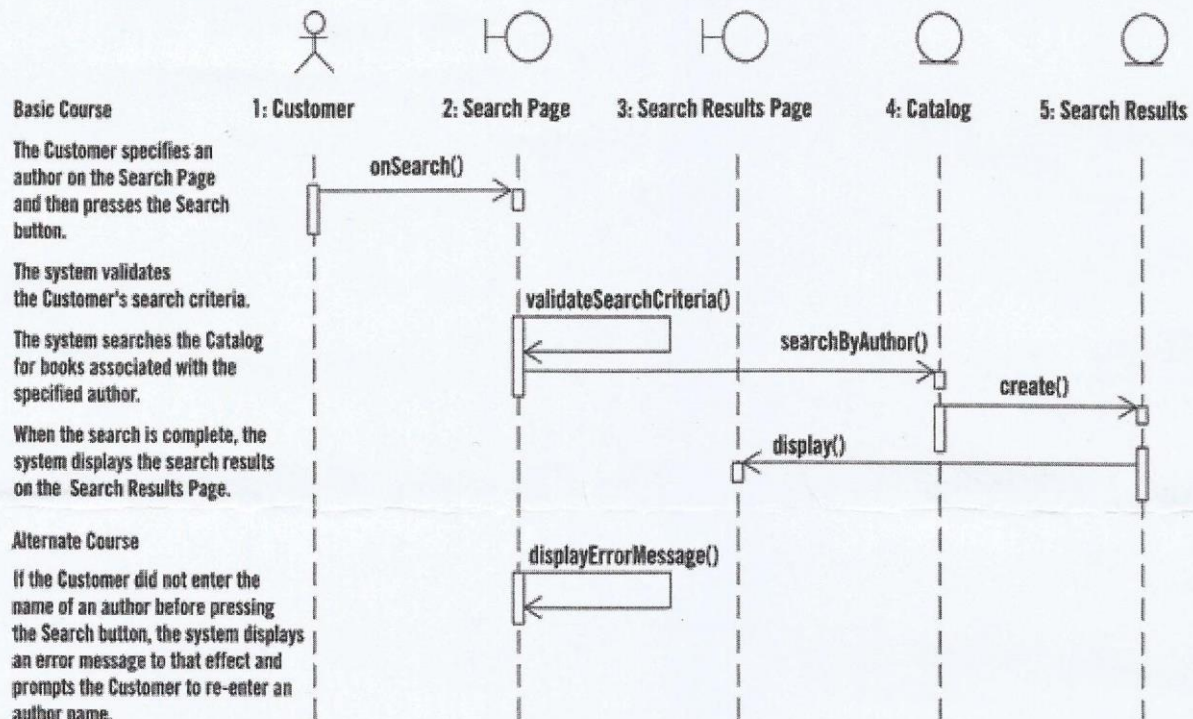 Basic Course
1: Customer
2: Search Page
3: Search Results Page
4: Catalog
5: Search Results
The Customer specifies an
author on the Search Page
and then presses the Search
button.
onSearch()
The system validates
the Customer's search criteria.
validateSearchCriteria()
The system searches the Catalog
for books associated with the
specified author.
searchByAuthor()
create()
When the search is complete, the
system displays the search results
on the Search Results Page.
display()
Alternate Course
If the Customer did not enter the
name of an author before pressing
the Search button, the system displays
an error message to that effect and
prompts the Customer to re-enter an
author name.
displayErrorMessage()